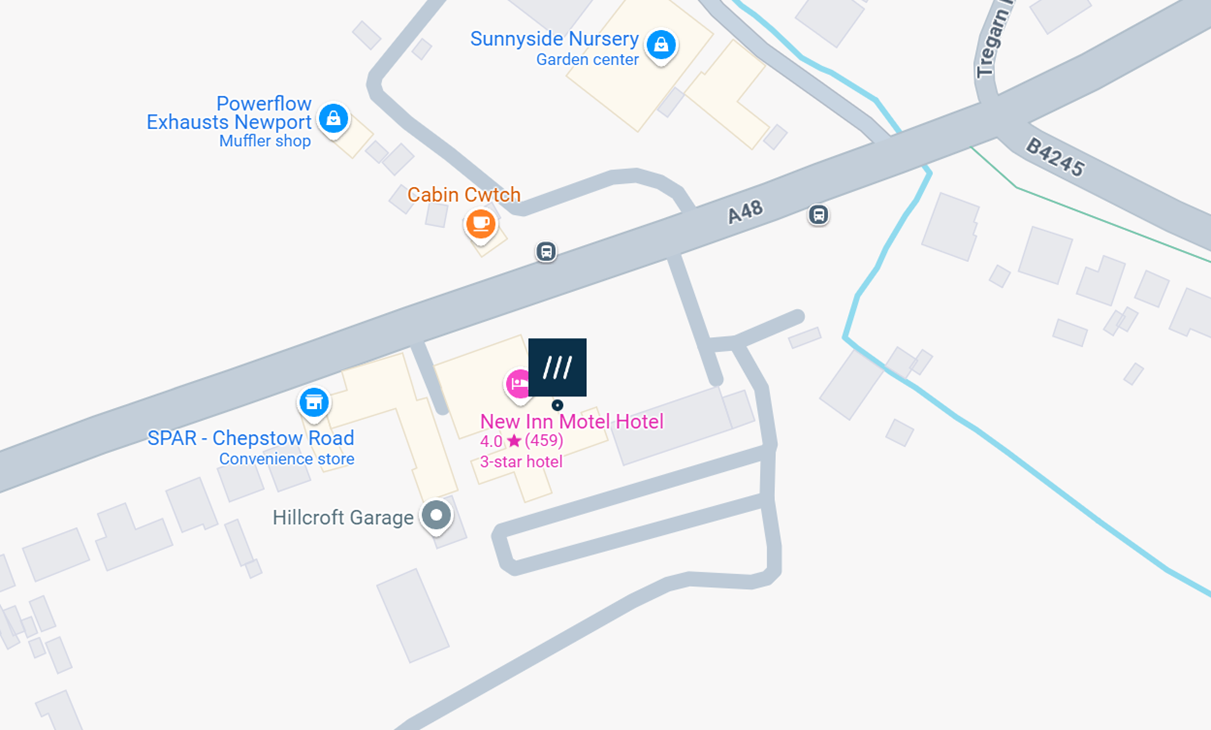 Sunnyside Nursery
Garden center
Tregarn
Powerflow
Exhausts Newport
Muffler shop
B4245
Cabin Cwtch
A48
New Inn Motel Hotel
4.0 ★ (459)
3-star hotel
SPAR - Chepstow Road
Convenience store
Hillcroft Garage